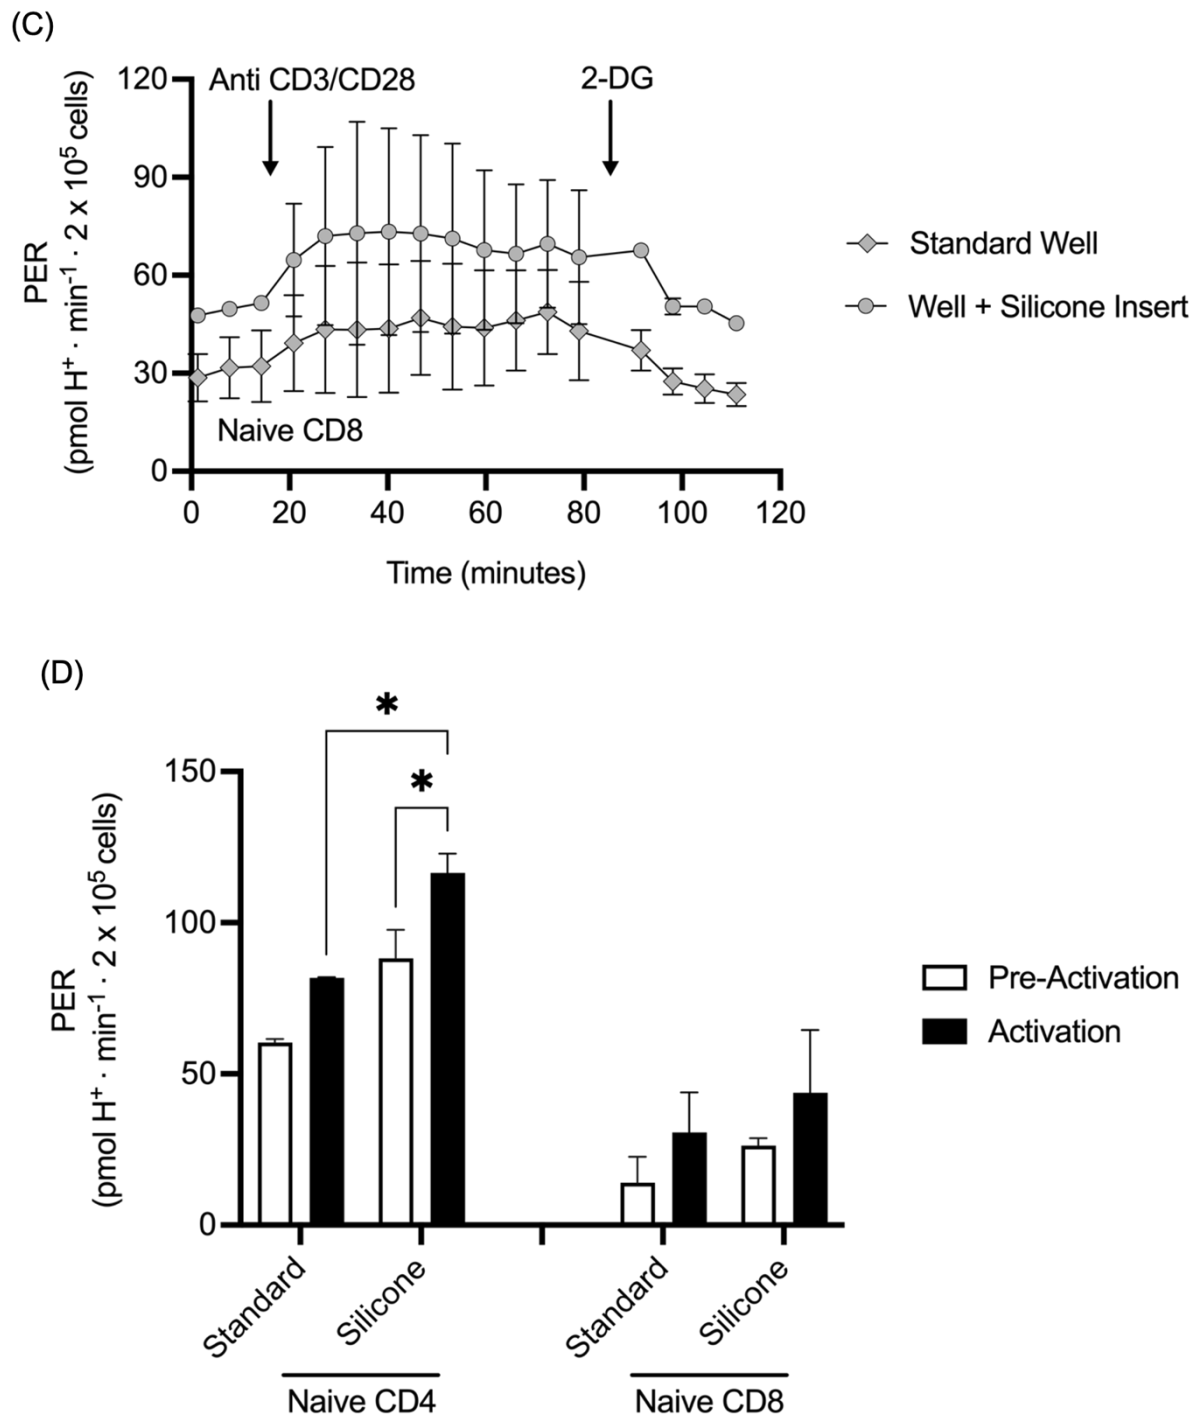 (C)
Anti CD3/CD28
2-DG
120
90
60
30
0
PER
(pmol H⁺ · min⁻¹ · 2 x 10⁵ cells)
Naive CD8
0 20 40 60 80 100 120
Time (minutes)
Standard Well
Well + Silicone Insert
(D)
*
*
150
100
50
0
PER
(pmol H⁺ · min⁻¹ · 2 x 10⁵ cells)
Pre-Activation
Activation
Standard Silicone Standard Silicone
Naive CD4 Naive CD8